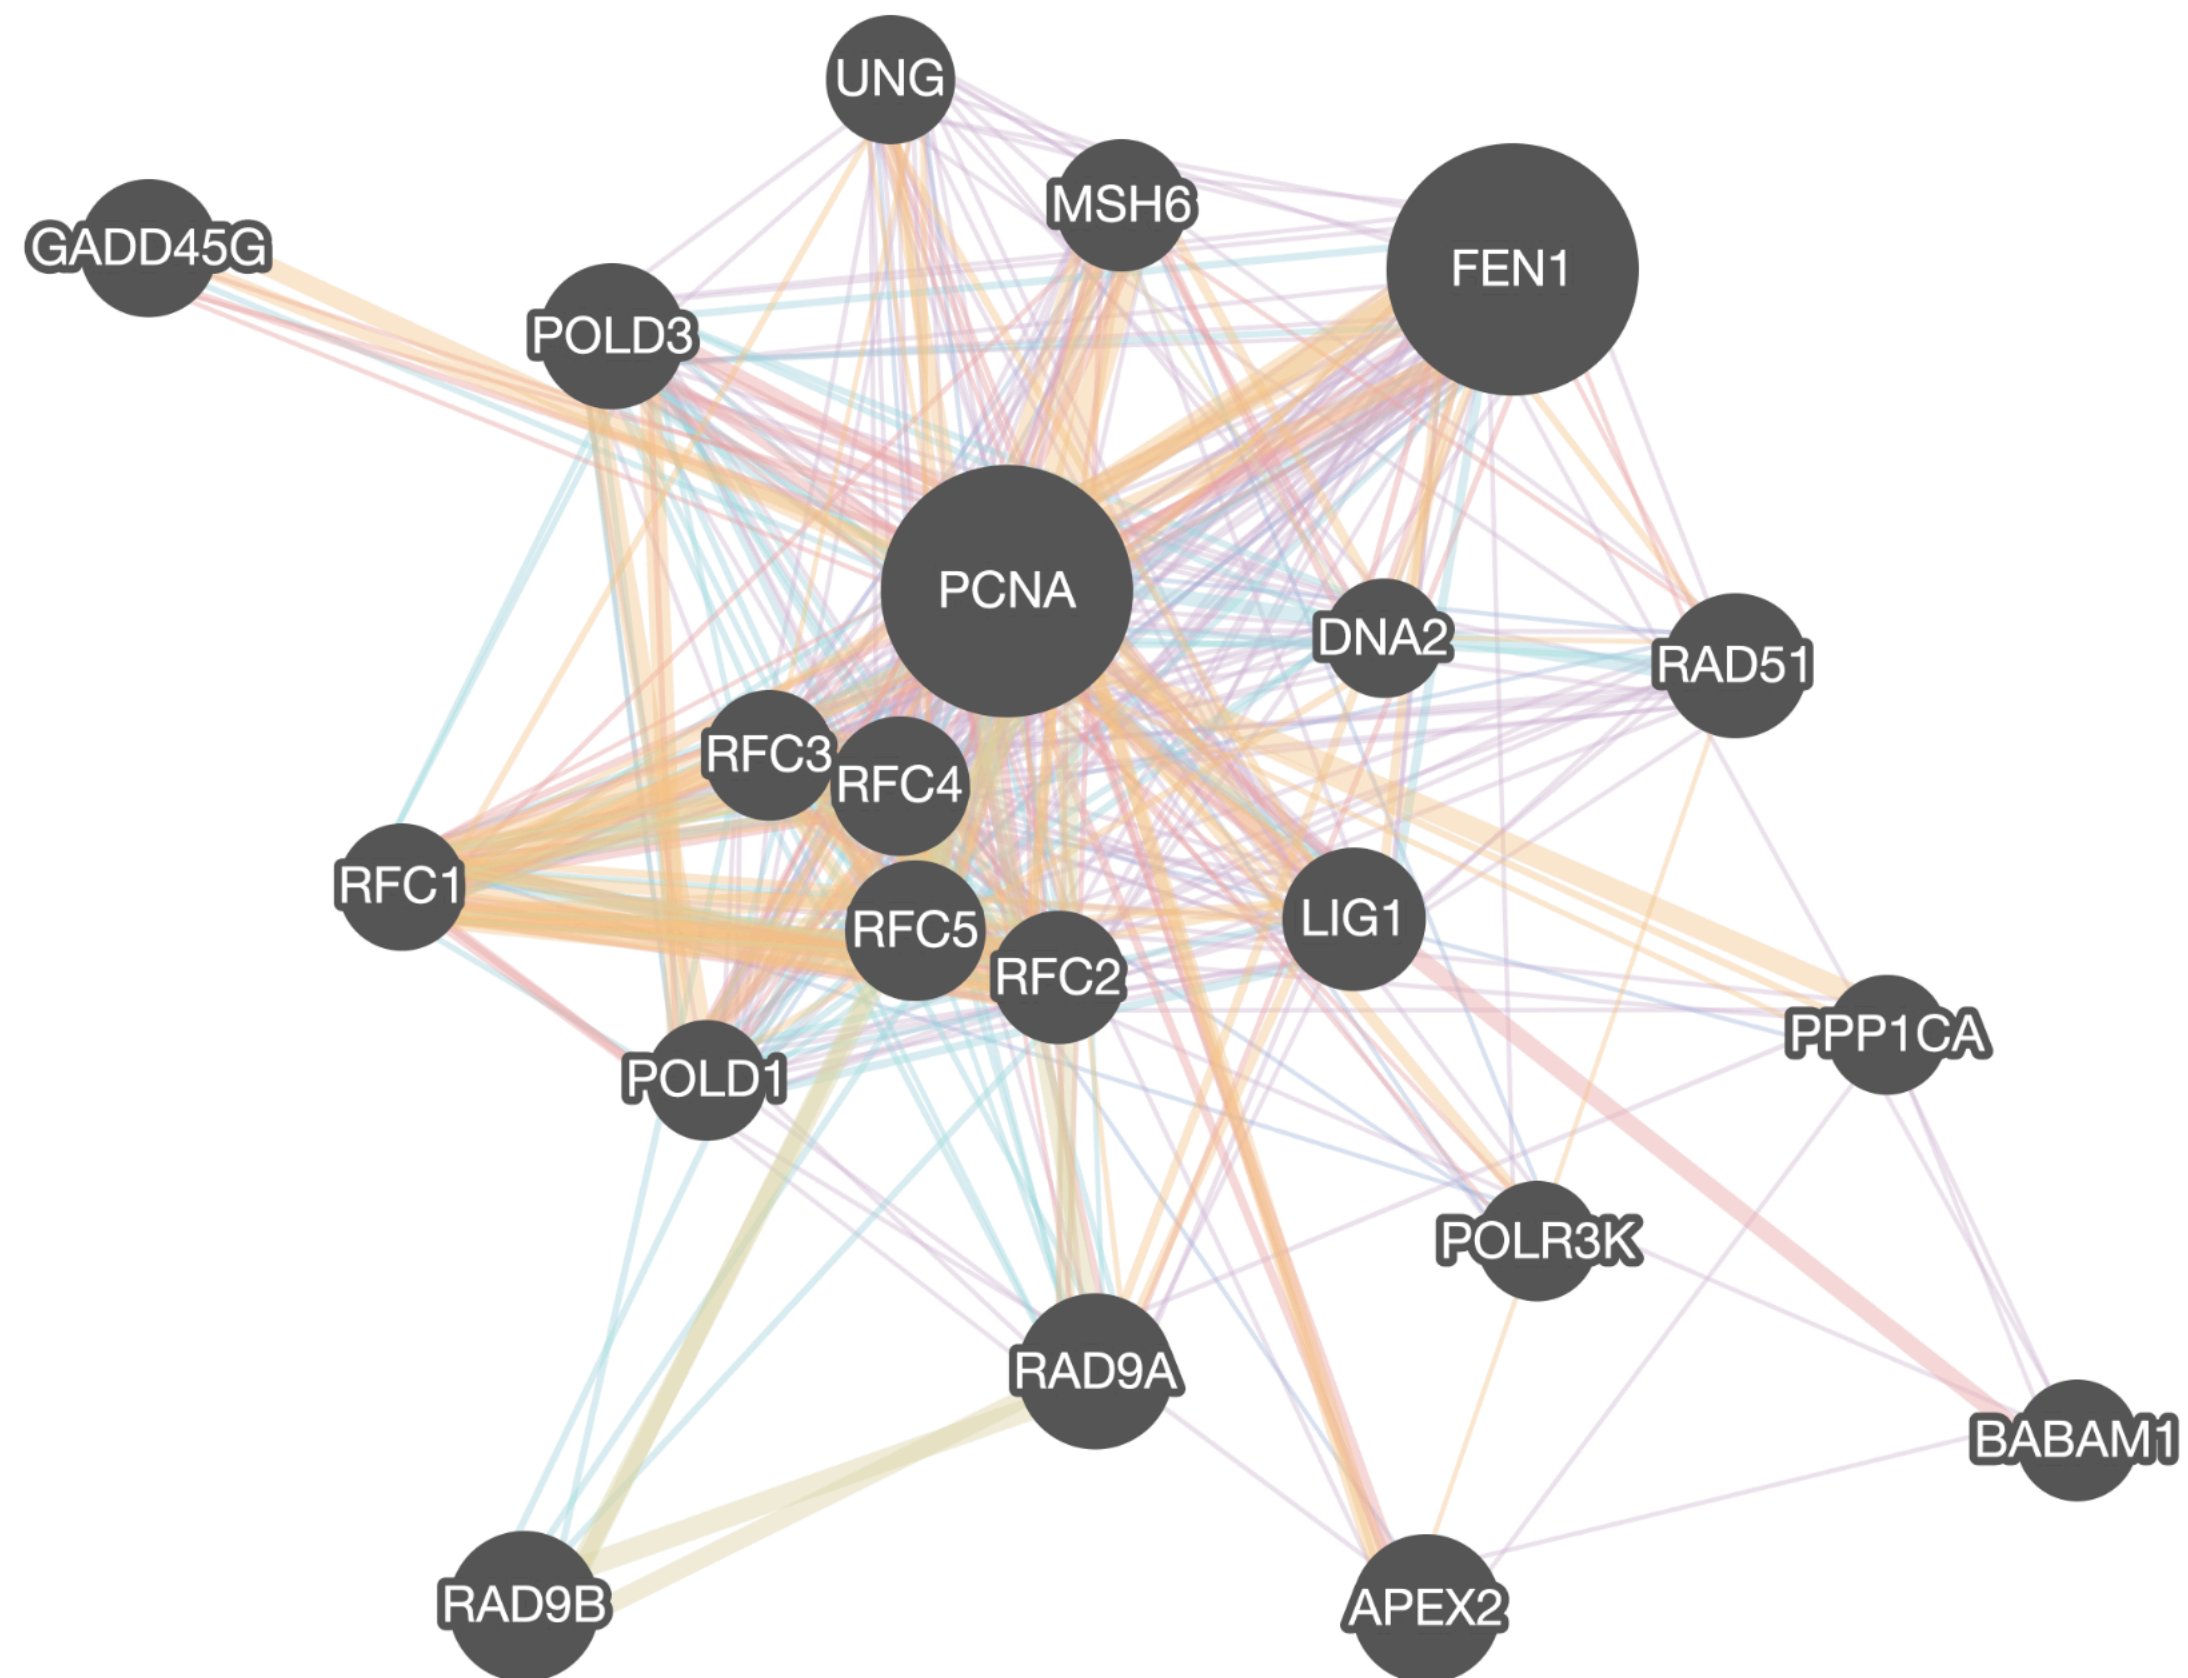 UNG
MSH6
GADD45G
FEN1
POLD3
PCNA
DNA2
RAD51
RFC3
RFC4
RFC1
LIG1
RFC5
RFC2
PPP1CA
POLD1
POLR3K
RAD9A
BABAM1
RAD9B
APEX2